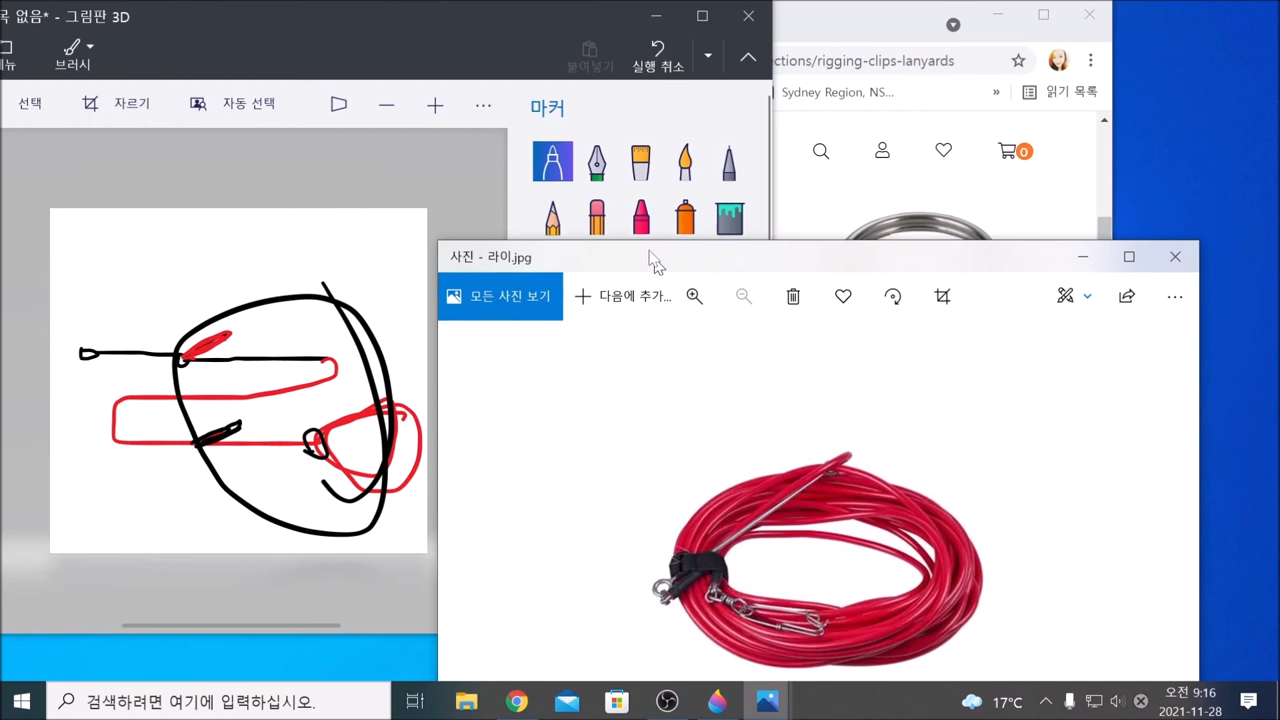 목 없음* - 그림판 3D
메뉴
브러시
붙여넣기
실행 취소
선택
자르기
자동 선택
마커
ctions/rigging-clips-lanyards
Sydney Region, NS...
»
읽기 목록
0
사진 - 라이.jpg
모든 사진 보기
다음에 추가...
검색하려면 여기에 입력하십시오.
17°C
오전 9:16
2021-11-28